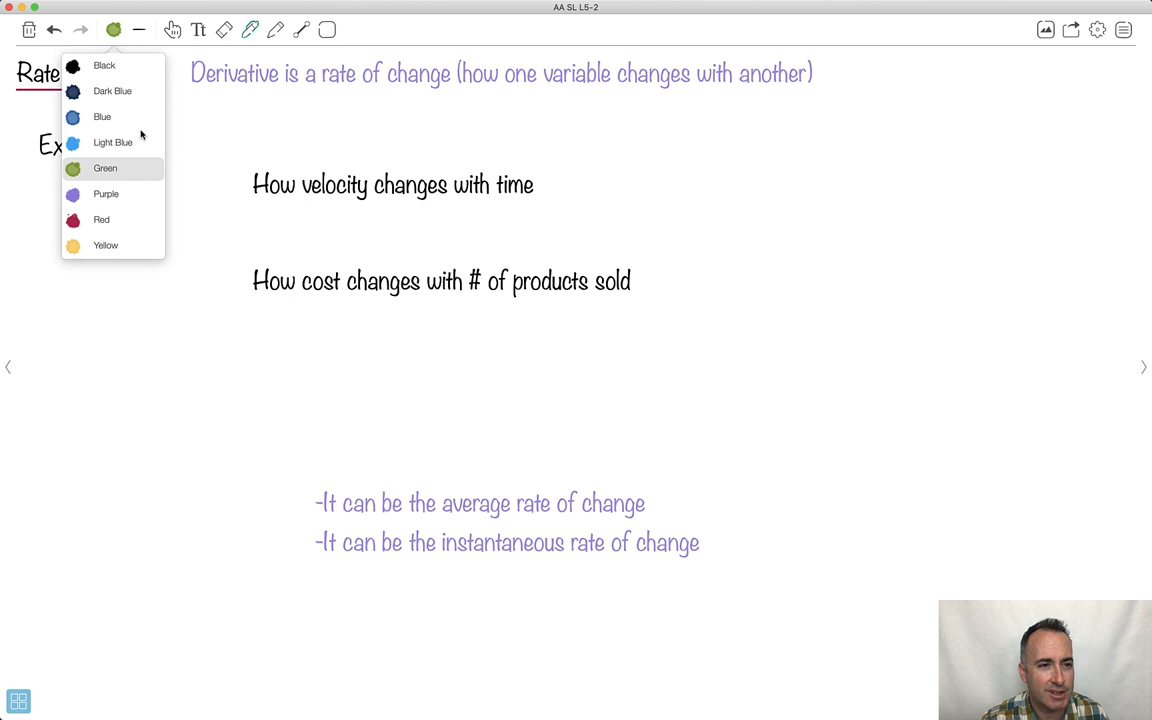 AA SL L5-2
Tt
Black
Dark Blue
Blue
Light Blue
Green
Purple
Red
Yellow
Rate
Derivative is a rate of change (how one variable changes with another)
Ex
How velocity changes with time
How cost changes with # of products sold
-It can be the average rate of change
-It can be the instantaneous rate of change